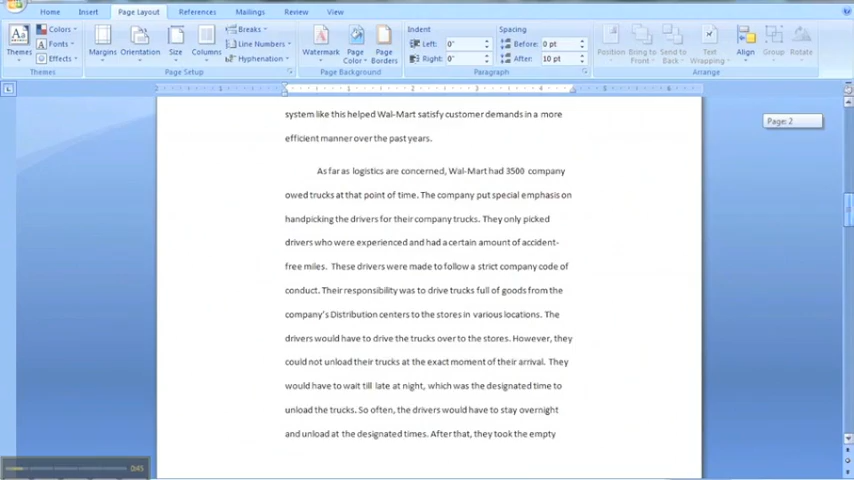 Home Insert Page Layout References Mailings Review View
Themes Colors Fonts Effects Margins Orientation Size Columns Breaks Line Numbers Hyphenation Watermark Page Color Page Borders Indent Left: 0" Right: 0" Spacing Before: 0 pt After: 10 pt Position Bring to Front Send to Back Text Wrapping Align Group Rotate
Themes Page Setup Page Background Paragraph Arrange
Page: 2
system like this helped Wal-Mart satisfy customer demands in a more
efficient manner over the past years.
As far as logistics are concerned, Wal-Mart had 3500 company
owed trucks at that point of time. The company put special emphasis on
handpicking the drivers for their company trucks. They only picked
drivers who were experienced and had a certain amount of accident-
free miles. These drivers were made to follow a strict company code of
conduct. Their responsibility was to drive trucks full of goods from the
company's Distribution centers to the stores in various locations. The
drivers would have to drive the trucks over to the stores. However, they
could not unload their trucks at the exact moment of their arrival. They
would have to wait till late at night, which was the designated time to
unload the trucks. So often, the drivers would have to stay overnight
and unload at the designated times. After that, they took the empty
0:45